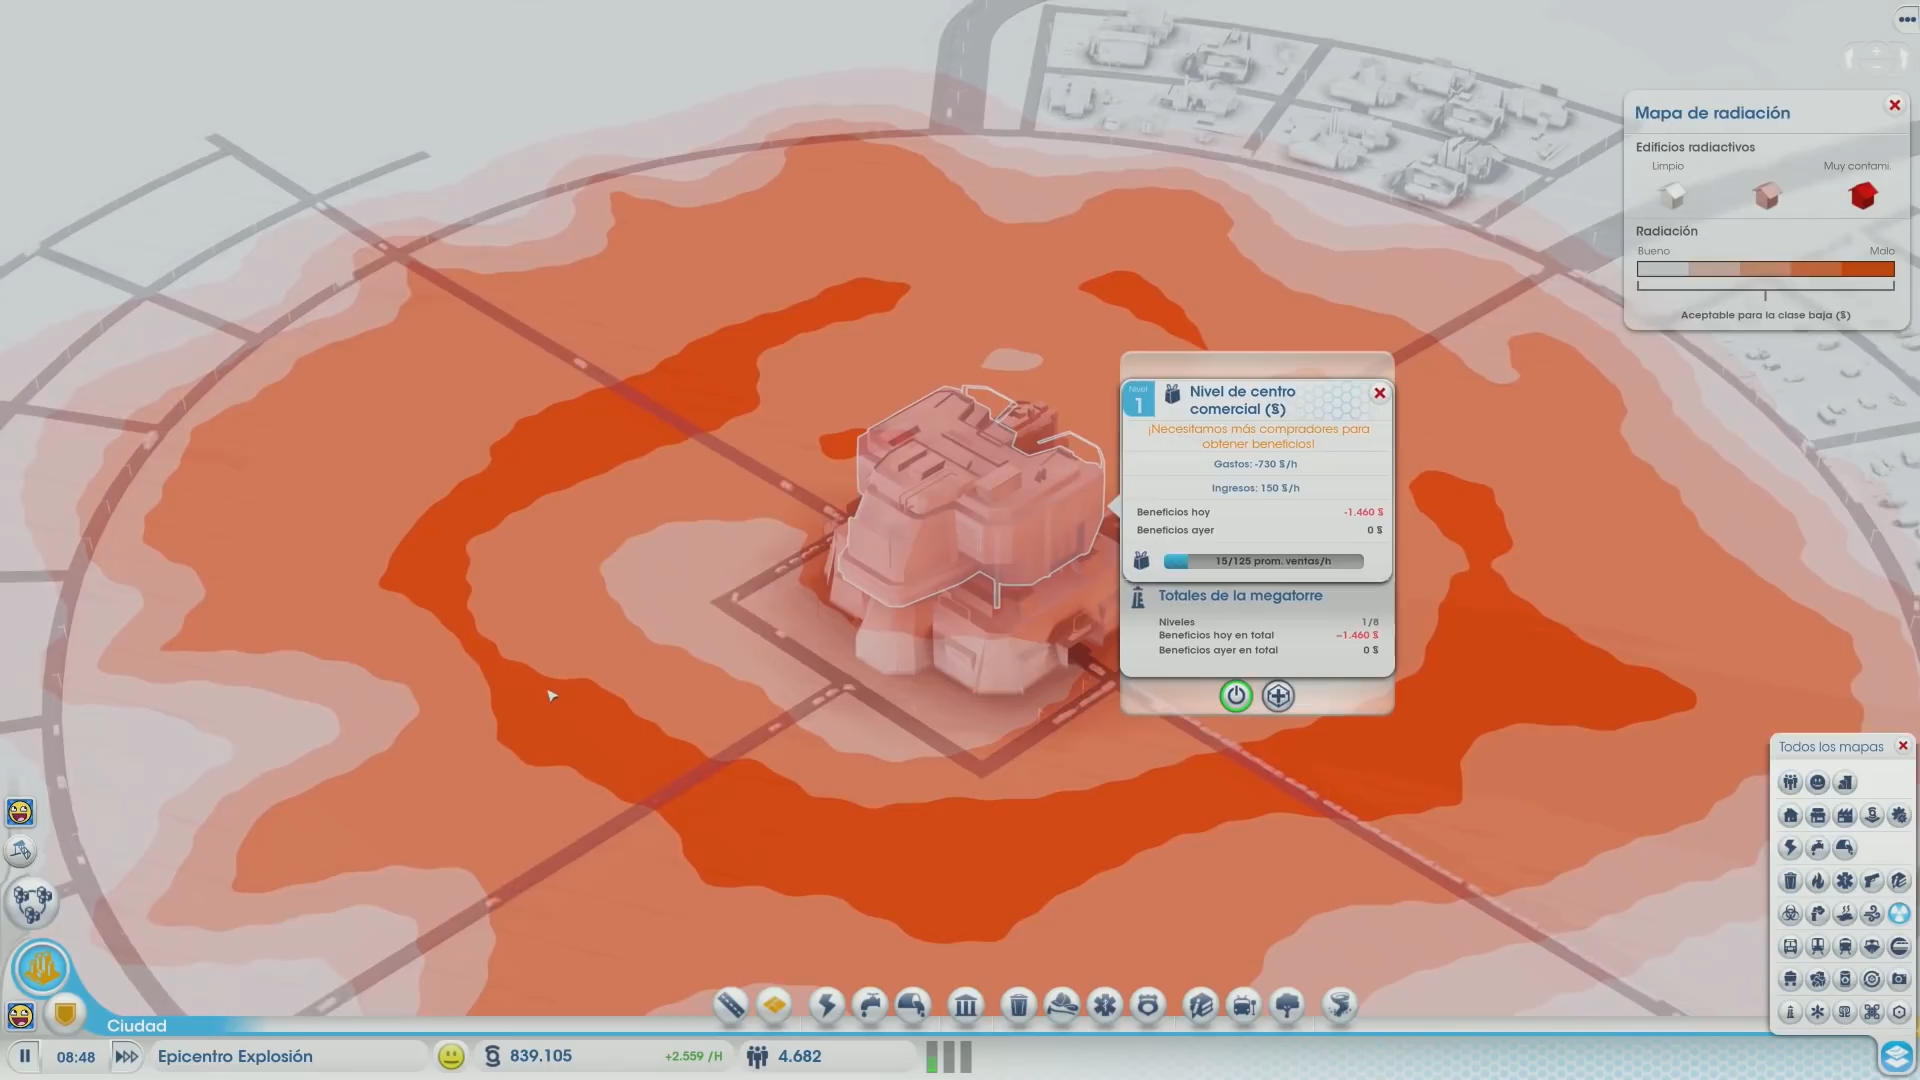 Mapa de radiación
Edificios radiactivos
Limpio
Muy contami.
Radiación
Bueno
Malo
Aceptable para la clase baja (§)
Nivel
1
Nivel de centro
comercial (§)
¡Necesitamos más compradores para
obtener beneficios!
Gastos: -730 §/h
Ingresos: 150 §/h
Beneficios hoy
-1.460 §
Beneficios ayer
0 §
15/125 prom. ventas/h
Totales de la megatorre
Niveles
1/8
Beneficios hoy en total
-1.460 §
Beneficios ayer en total
0 §
Todos los mapas
Ciudad
08:48
Epicentro Explosión
839.105
+2.559 /H
4.682